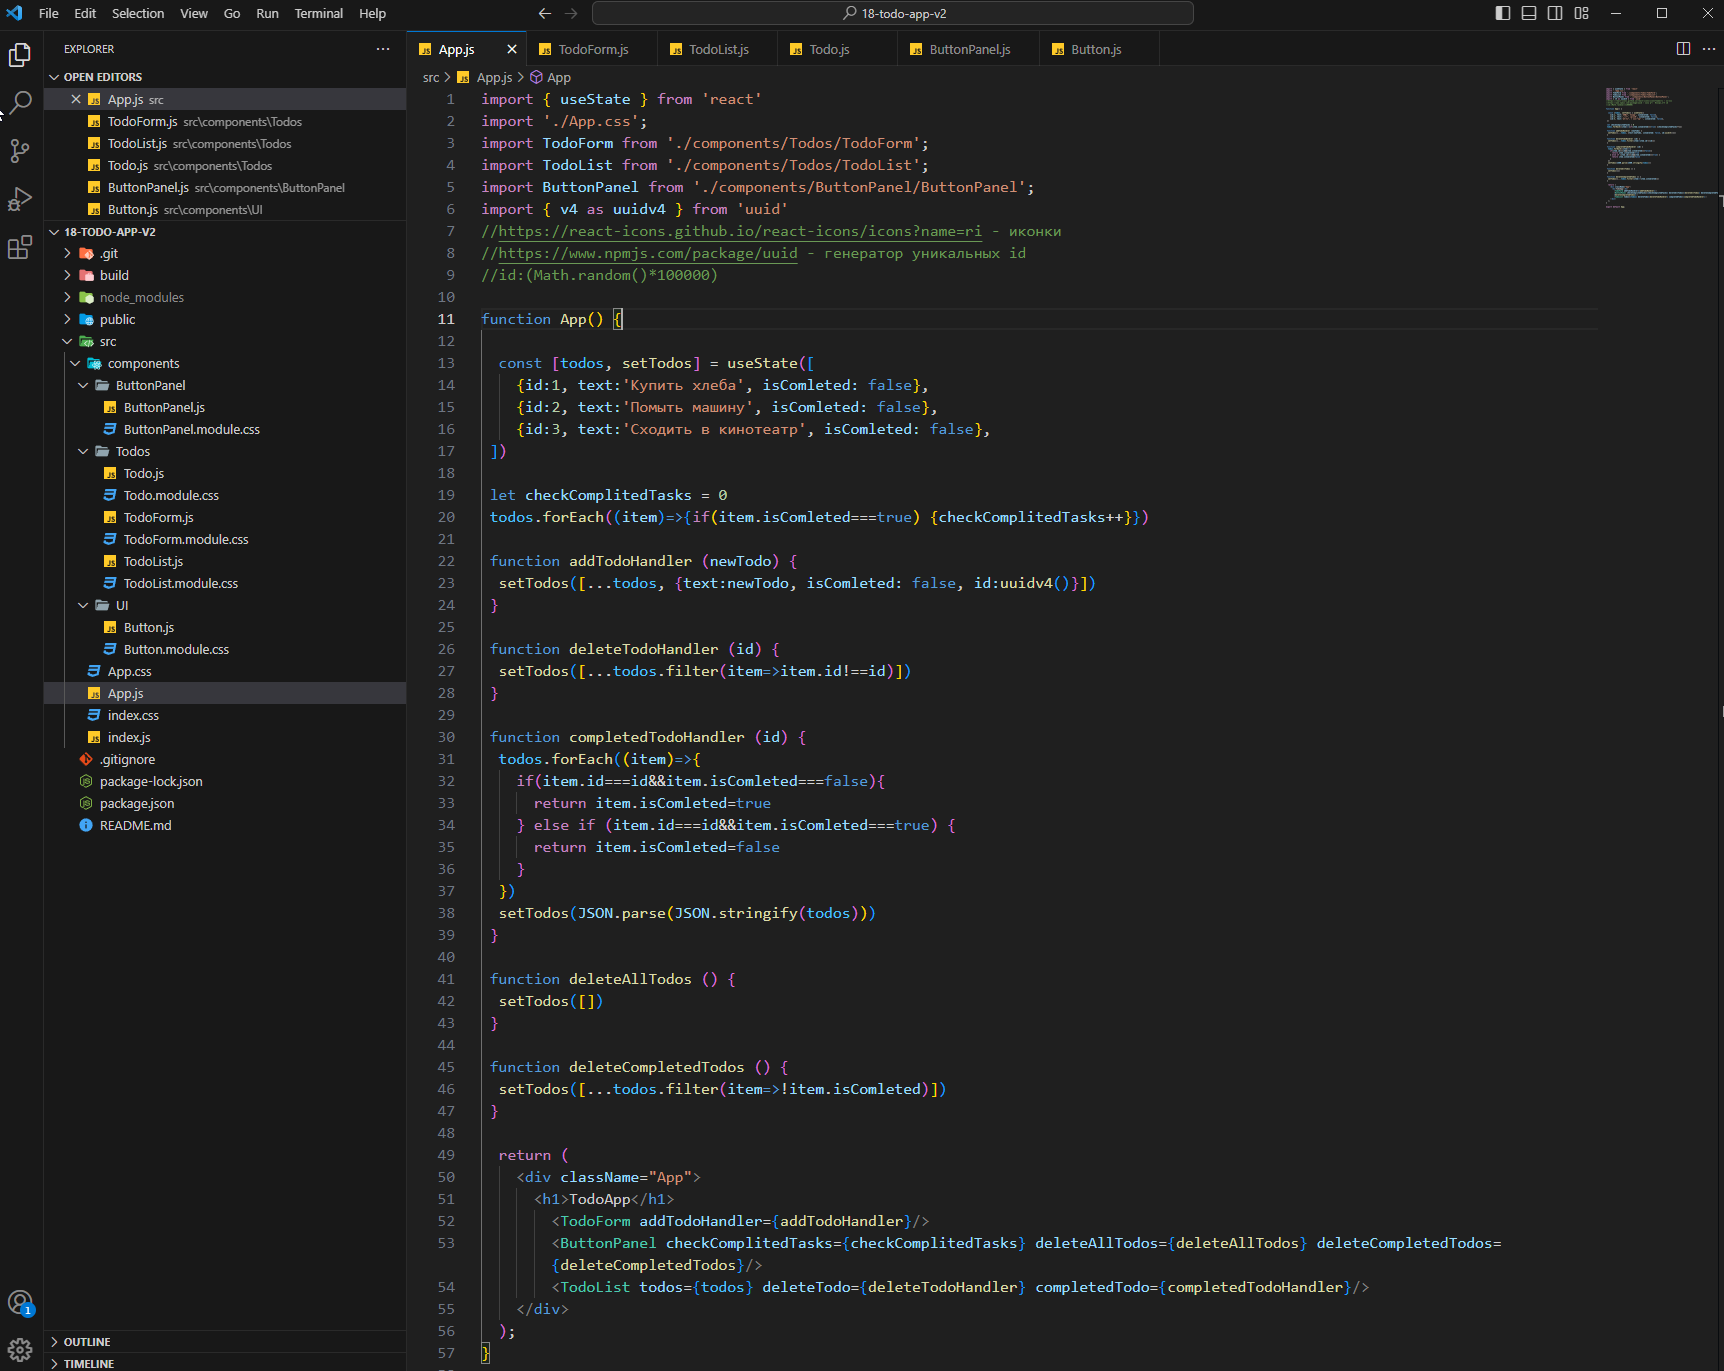 File Edit Selection View Go Run Terminal Help
18-todo-app-v2
EXPLORER
OPEN EDITORS
App.js src
TodoForm.js src\components\Todos
TodoList.js src\components\Todos
Todo.js src\components\Todos
ButtonPanel.js src\components\ButtonPanel
Button.js src\components\UI
18-TODO-APP-V2
.git
build
node_modules
public
src
components
ButtonPanel
ButtonPanel.js
ButtonPanel.module.css
Todos
Todo.js
Todo.module.css
TodoForm.js
TodoForm.module.css
TodoList.js
TodoList.module.css
UI
Button.js
Button.module.css
App.css
App.js
index.css
index.js
.gitignore
package-lock.json
package.json
README.md
OUTLINE
TIMELINE
1
App.js TodoForm.js TodoList.js Todo.js ButtonPanel.js Button.js
src > App.js > App
1 import { useState } from 'react'
2 import './App.css';
3 import TodoForm from './components/Todos/TodoForm';
4 import TodoList from './components/Todos/TodoList';
5 import ButtonPanel from './components/ButtonPanel/ButtonPanel';
6 import { v4 as uuidv4 } from 'uuid'
7 //https://react-icons.github.io/react-icons/icons?name=ri - иконки
8 //https://www.npmjs.com/package/uuid - генератор уникальных id
9 //id:(Math.random()*100000)
10
11 function App() {
12
13 const [todos, setTodos] = useState([
14 {id:1, text:'Купить хлеба', isComleted: false},
15 {id:2, text:'Помыть машину', isComleted: false},
16 {id:3, text:'Сходить в кинотеатр', isComleted: false},
17 ])
18
19 let checkComplitedTasks = 0
20 todos.forEach((item)=>{if(item.isComleted===true) {checkComplitedTasks++}})
21
22 function addTodoHandler (newTodo) {
23 setTodos([...todos, {text:newTodo, isComleted: false, id:uuidv4()}])
24 }
25
26 function deleteTodoHandler (id) {
27 setTodos([...todos.filter(item=>item.id!==id)])
28 }
29
30 function completedTodoHandler (id) {
31 todos.forEach((item)=>{
32 if(item.id===id&&item.isComleted===false){
33 return item.isComleted=true
34 } else if (item.id===id&&item.isComleted===true) {
35 return item.isComleted=false
36 }
37 })
38 setTodos(JSON.parse(JSON.stringify(todos)))
39 }
40
41 function deleteAllTodos () {
42 setTodos([])
43 }
44
45 function deleteCompletedTodos () {
46 setTodos([...todos.filter(item=>!item.isComleted)])
47 }
48
49 return (
50 <div className="App">
51 <h1>TodoApp</h1>
52 <TodoForm addTodoHandler={addTodoHandler}/>
53 <ButtonPanel checkComplitedTasks={checkComplitedTasks} deleteAllTodos={deleteAllTodos} deleteCompletedTodos=
{deleteCompletedTodos}/>
54 <TodoList todos={todos} deleteTodo={deleteTodoHandler} completedTodo={completedTodoHandler}/>
55 </div>
56 );
57 }